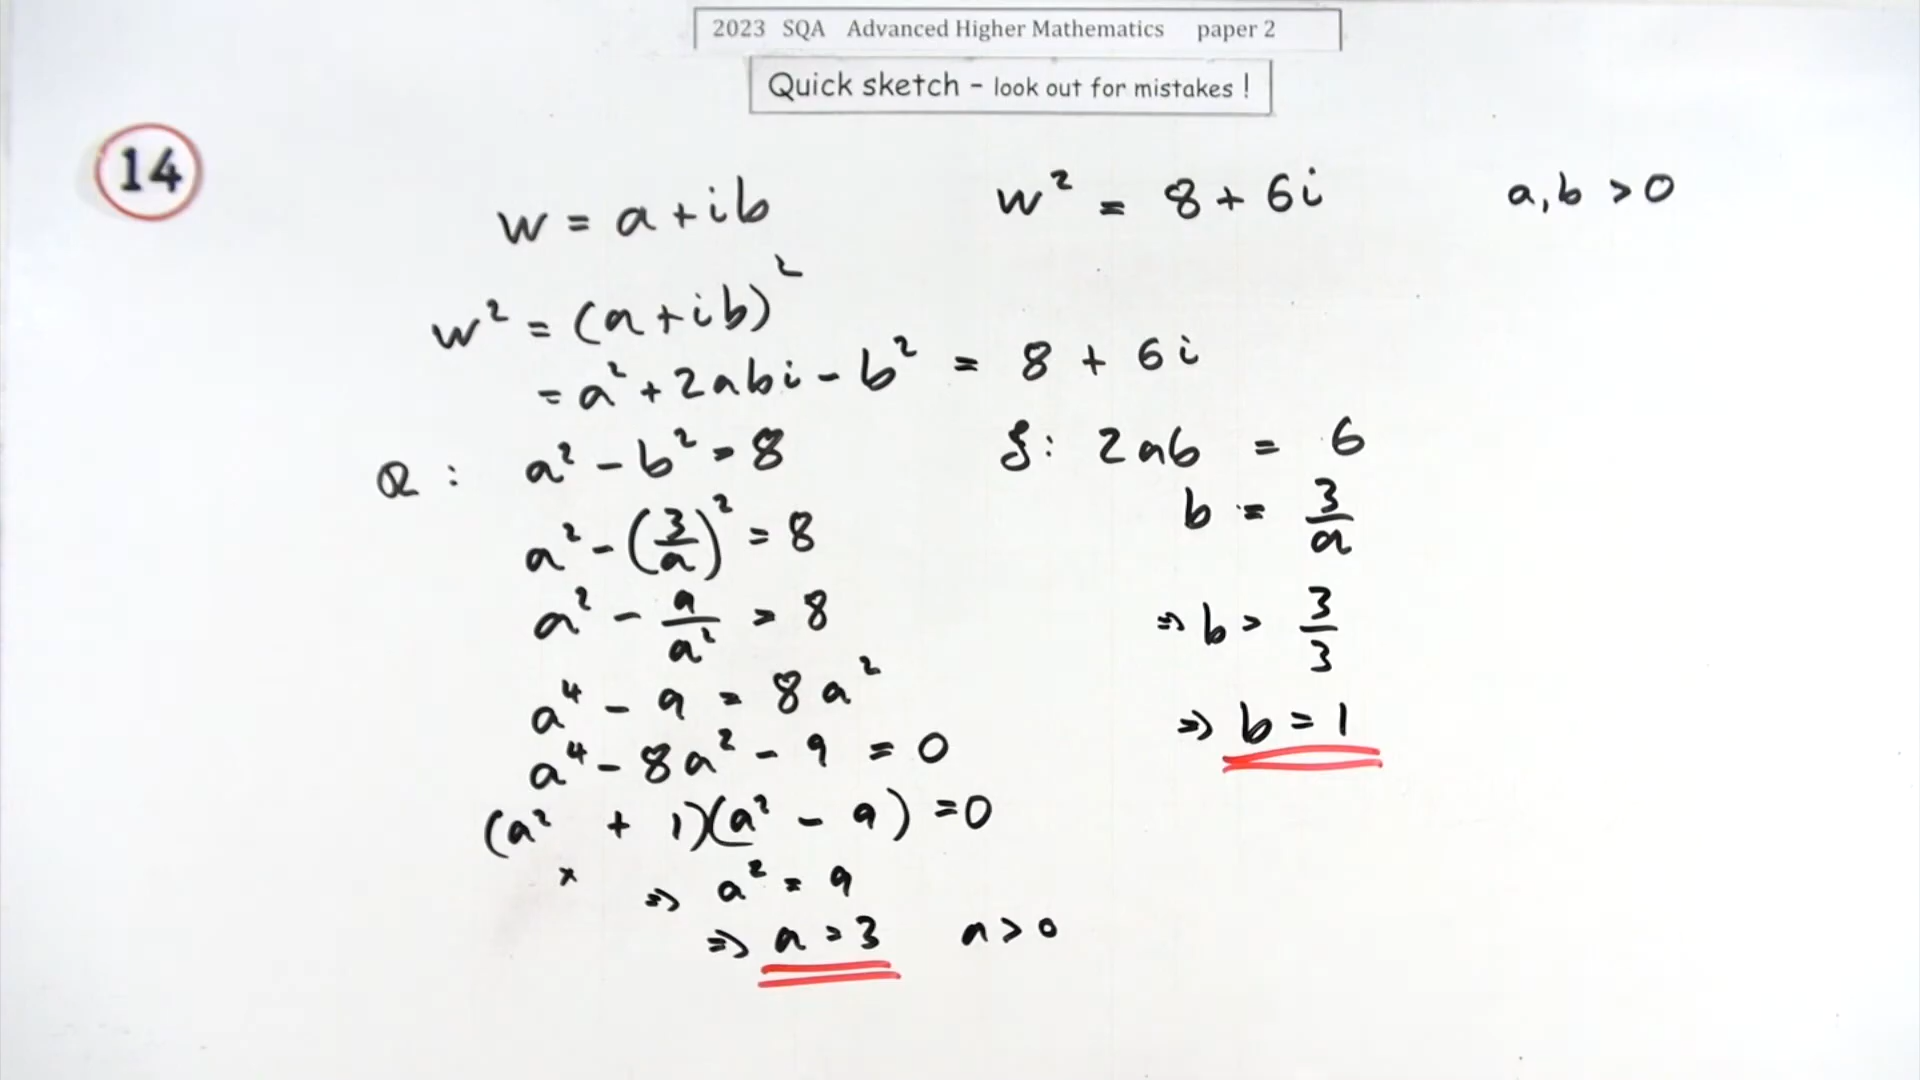 2023 SQA Advanced Higher Mathematics paper 2
Quick sketch – look out for mistakes !
14
w = a + ib w² = 8 + 6i a, b > 0
w² = (a + ib)²
= a² + 2abi - b² = 8 + 6i
R : a² - b² = 8 I : 2ab = 6
a² - (3/a)² = 8 b = 3/a
a² - 9/a² = 8 ⇒ b = 3/3
a⁴ - 9 = 8a² ⇒ b = 1
a⁴ - 8a² - 9 = 0
(a² + 1)(a² - 9) = 0
x ⇒ a² = 9
⇒ a = 3 a > 0